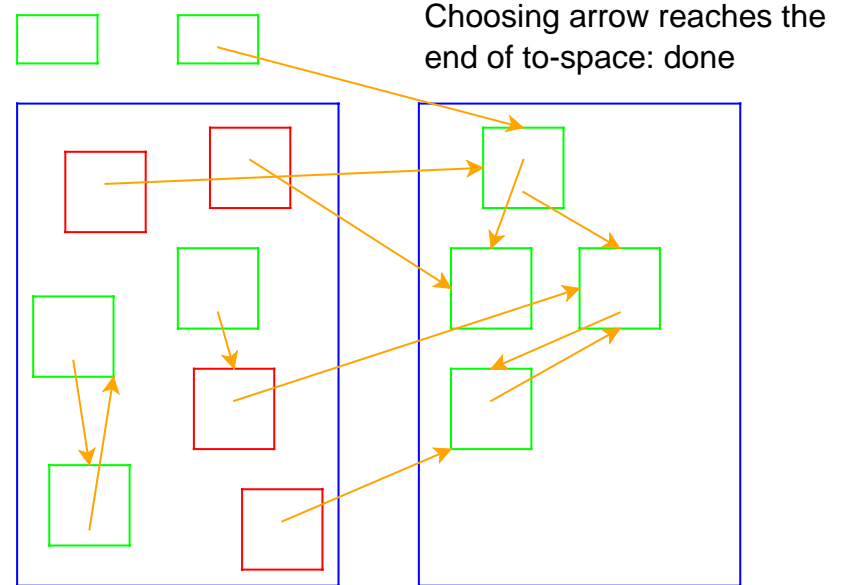 Choosing arrow reaches the
end of to-space: done